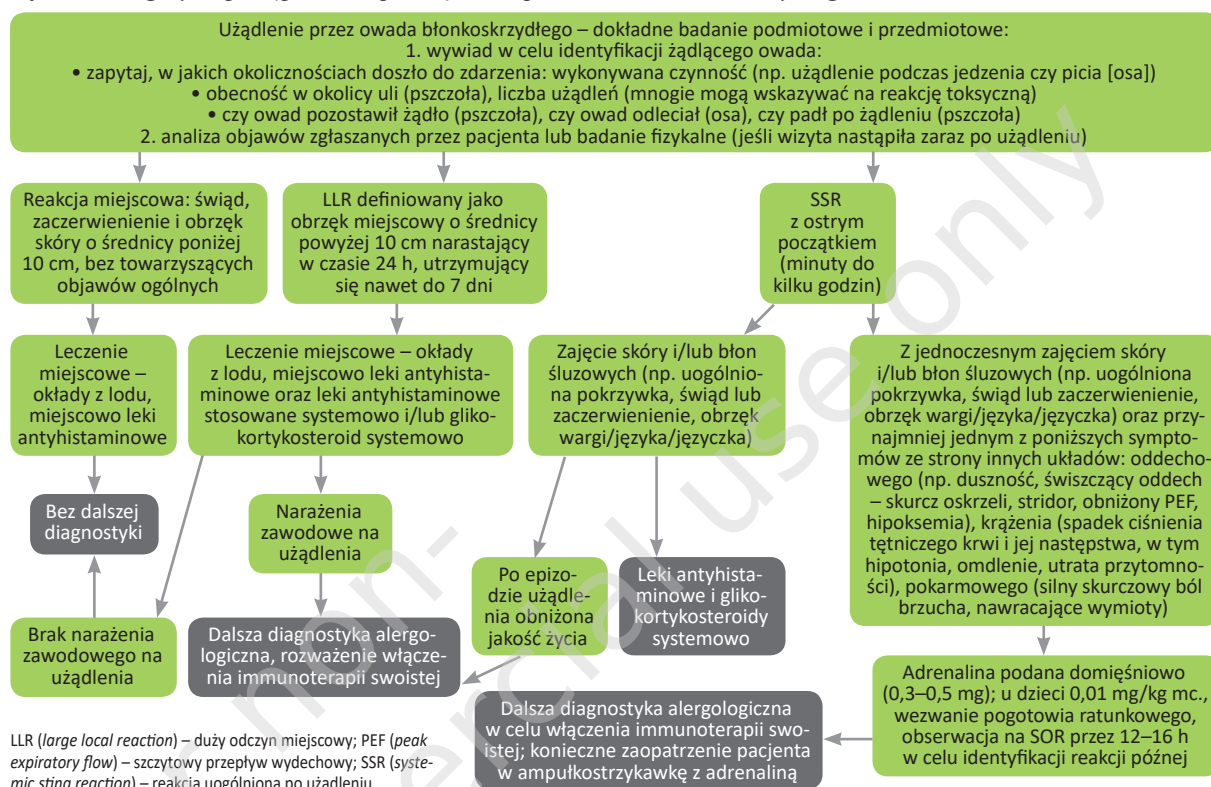 Użądlenie przez owada błonkoskrzydłego – dokładne badanie podmiotowe i przedmiotowe:
1. wywiad w celu identyfikacji żądlącego owada:
• zapytaj, w jakich okolicznościach doszło do zdarzenia: wykonywana czynność (np. użądlenie podczas jedzenia czy picia [osa])
• obecność w okolicy uli (pszczoła), liczba użądleń (mnogie mogą wskazywać na reakcję toksyczną)
• czy owad pozostawił żądło (pszczoła), czy owad odleciał (osa), czy padł po żądleniu (pszczoła)
2. analiza objawów zgłaszanych przez pacjenta lub badanie fizykalne (jeśli wizyta nastąpiła zaraz po użądleniu)
Reakcja miejscowa: świąd,
zaczerwienienie i obrzęk
skóry o średnicy poniżej
10 cm, bez towarzyszących
objawów ogólnych
LLR definiowany jako
obrzęk miejscowy o średnicy
powyżej 10 cm narastający
w czasie 24 h, utrzymujący
się nawet do 7 dni
SSR
z ostrym
początkiem
(minuty do
kilku godzin)
Leczenie
miejscowe –
okłady z lodu,
miejscowo leki
antyhistaminowe
Leczenie miejscowe – okłady
z lodu, miejscowo leki antyhista-
minowe oraz leki antyhistaminowe
stosowane systemowo i/lub gliko-
kortykosteroid systemowo
Zajęcie skóry i/lub błon
śluzowych (np. uogólnio-
na pokrzywka, świąd lub
zaczerwienienie, obrzęk
wargi/języka/języczka)
Z jednoczesnym zajęciem skóry
i/lub błon śluzowych (np. uogólniona
pokrzywka, świąd lub zaczerwienienie,
obrzęk wargi/języka/języczka) oraz przy-
najmniej jednym z poniższych sympto-
mów ze strony innych układów: oddecho-
wego (np. duszność, świszczący oddech
– skurcz oskrzeli, stridor, obniżony PEF,
hipoksemia), krążenia (spadek ciśnienia
tętniczego krwi i jej następstwa, w tym
hipotonia, omdlenie, utrata przytomno-
ści), pokarmowego (silny skurczowy ból
brzucha, nawracające wymioty)
Bez dalszej
diagnostyki
Narażenia
zawodowe na
użądlenia
Po epizo-
dzie użądle-
nia obniżona
jakość życia
Leki antyhista-
minowe i gliko-
kortykosteroidy
systemowo
Brak narażenia
zawodowego na
użądlenia
Dalsza diagnostyka alergo-
logiczna, rozważenie włącze-
nia immunoterapii swoistej
Adrenalina podana domięśniowo
(0,3–0,5 mg); u dzieci 0,01 mg/kg mc.,
wezwanie pogotowia ratunkowego,
obserwacja na SOR przez 12–16 h
w celu identyfikacji reakcji późnej
Dalsza diagnostyka alergologiczna
w celu włączenia immunoterapii swo-
istej; konieczne zaopatrzenie pacjenta
w ampułkostrzykawkę z adrenaliną
LLR (large local reaction) – duży odczyn miejscowy; PEF (peak
expiratory flow) – szczytowy przepływ wydechowy; SSR (syste-
mic sting reaction) – reakcja uogólniona po użądleniu